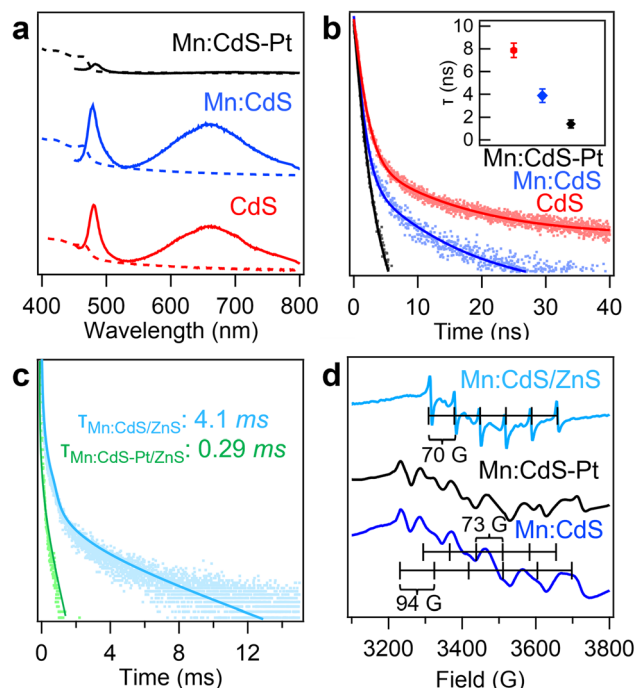 a
Mn:CdS-Pt
Mn:CdS
CdS
400 500 600 700 800
Wavelength (nm)
b
10
8
6
4
2
0
τ (ns)
Mn:CdS-Pt
Mn:CdS
CdS
0 10 20 30 40
Time (ns)
c
τMn:CdS/ZnS: 4.1 ms
τMn:CdS-Pt/ZnS: 0.29 ms
0 4 8 12
Time (ms)
d
Mn:CdS/ZnS
70 G
Mn:CdS-Pt
73 G
Mn:CdS
94 G
3200 3400 3600 3800
Field (G)